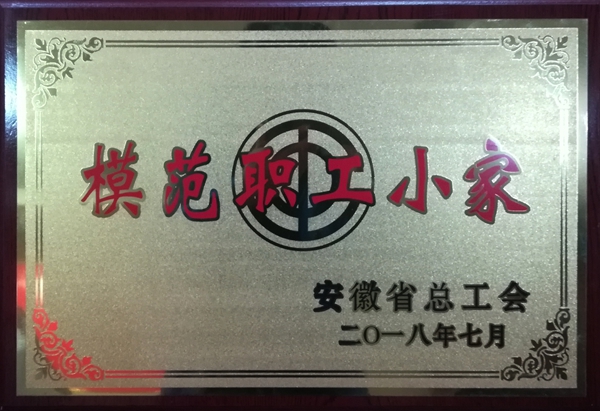 模范职工小家
安徽省总工会
二〇一八年七月